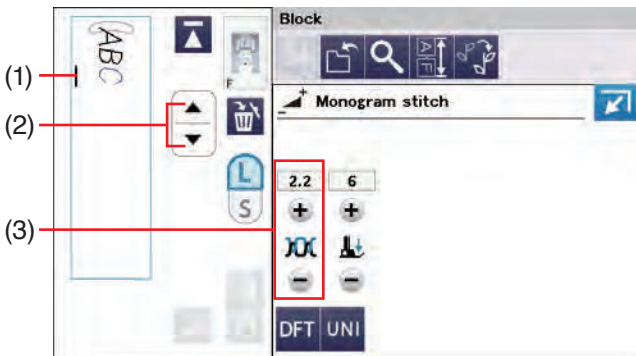 Block
ABC
F
A F
(1)
Monogram stitch
(2)
L
S
2.2 6
(3)
DFT UNI